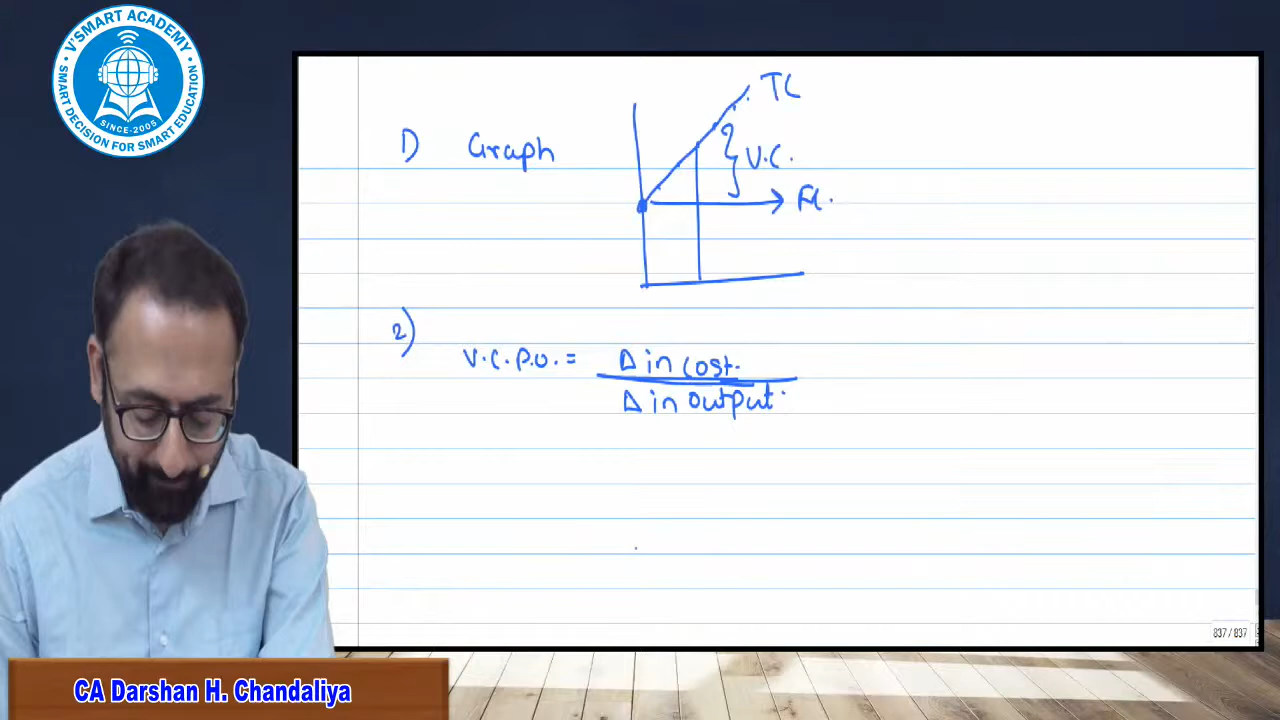 V'SMART ACADEMY
SINCE-2005
SMART DECISION FOR SMART EDUCATION
1) Graph
TC
V.C.
F.C.
2)
V.C.P.U. = Δ in cost.
Δ in output.
837 / 837
CA Darshan H. Chandaliya